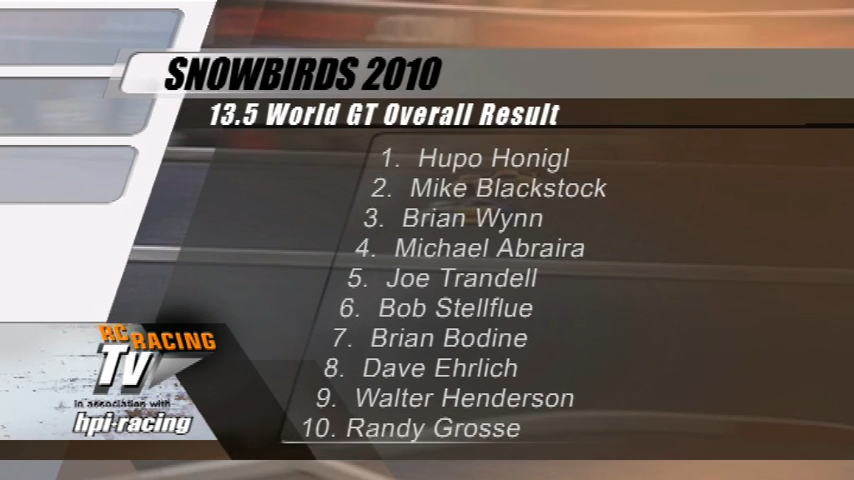 SNOWBIRDS 2010
13.5 World GT Overall Result
1. Hupo Honigl
2. Mike Blackstock
3. Brian Wynn
4. Michael Abraira
5. Joe Trandell
6. Bob Stellflue
7. Brian Bodine
8. Dave Ehrlich
9. Walter Henderson
10. Randy Grosse
RC RACING
TV
in association with
hpi-racing